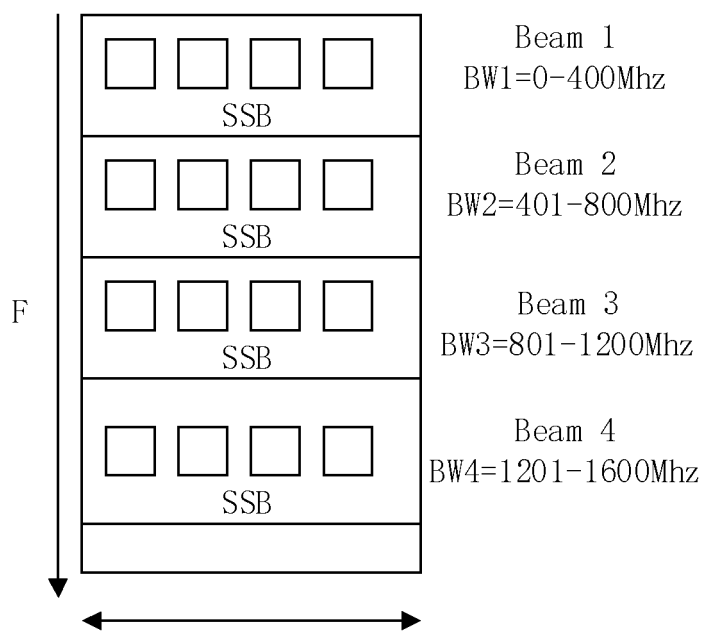 Beam 1
BW1=0-400Mhz
SSB
Beam 2
BW2=401-800Mhz
SSB
F
Beam 3
BW3=801-1200Mhz
SSB
Beam 4
BW4=1201-1600Mhz
SSB